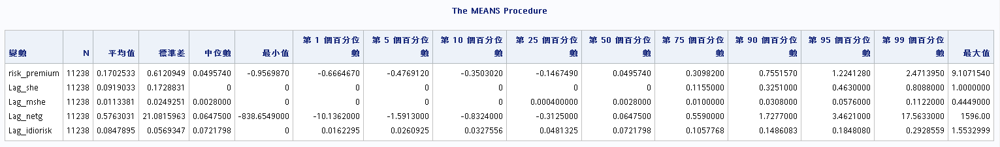 The MEANS Procedure
變數 N 平均值 標準差 中位數 最小值 第 1 個百分位數 第 5 個百分位數 第 10 個百分位數 第 25 個百分位數 第 50 個百分位數 第 75 個百分位數 第 90 個百分位數 第 95 個百分位數 第 99 個百分位數 最大值
risk_premium 11238 0.1702533 0.6120949 0.0495740 -0.9569870 -0.6664670 -0.4769120 -0.3503020 -0.1467490 0.0495740 0.3098200 0.7551570 1.2241280 2.4713950 9.1071540
Lag_she 11238 0.0919033 0.1728831 0 0 0 0 0 0 0 0.1155000 0.3251000 0.4630000 0.8088000 1.0000000
Lag_mshe 11238 0.0113381 0.0249251 0.0028000 0 0 0 0 0.000400000 0.0028000 0.0100000 0.0308000 0.0576000 0.1122000 0.4449000
Lag_netg 11238 0.5763031 21.0815963 0.0647500 -838.6549000 -10.1362000 -1.5913000 -0.8324000 -0.3125000 0.0647500 0.5590000 1.7277000 3.4621000 17.5633000 1596.00
Lag_idiorisk 11238 0.0847895 0.0569347 0.0721798 0 0.0162295 0.0260925 0.0327556 0.0481325 0.0721798 0.1057768 0.1486083 0.1848080 0.2928559 1.5532999